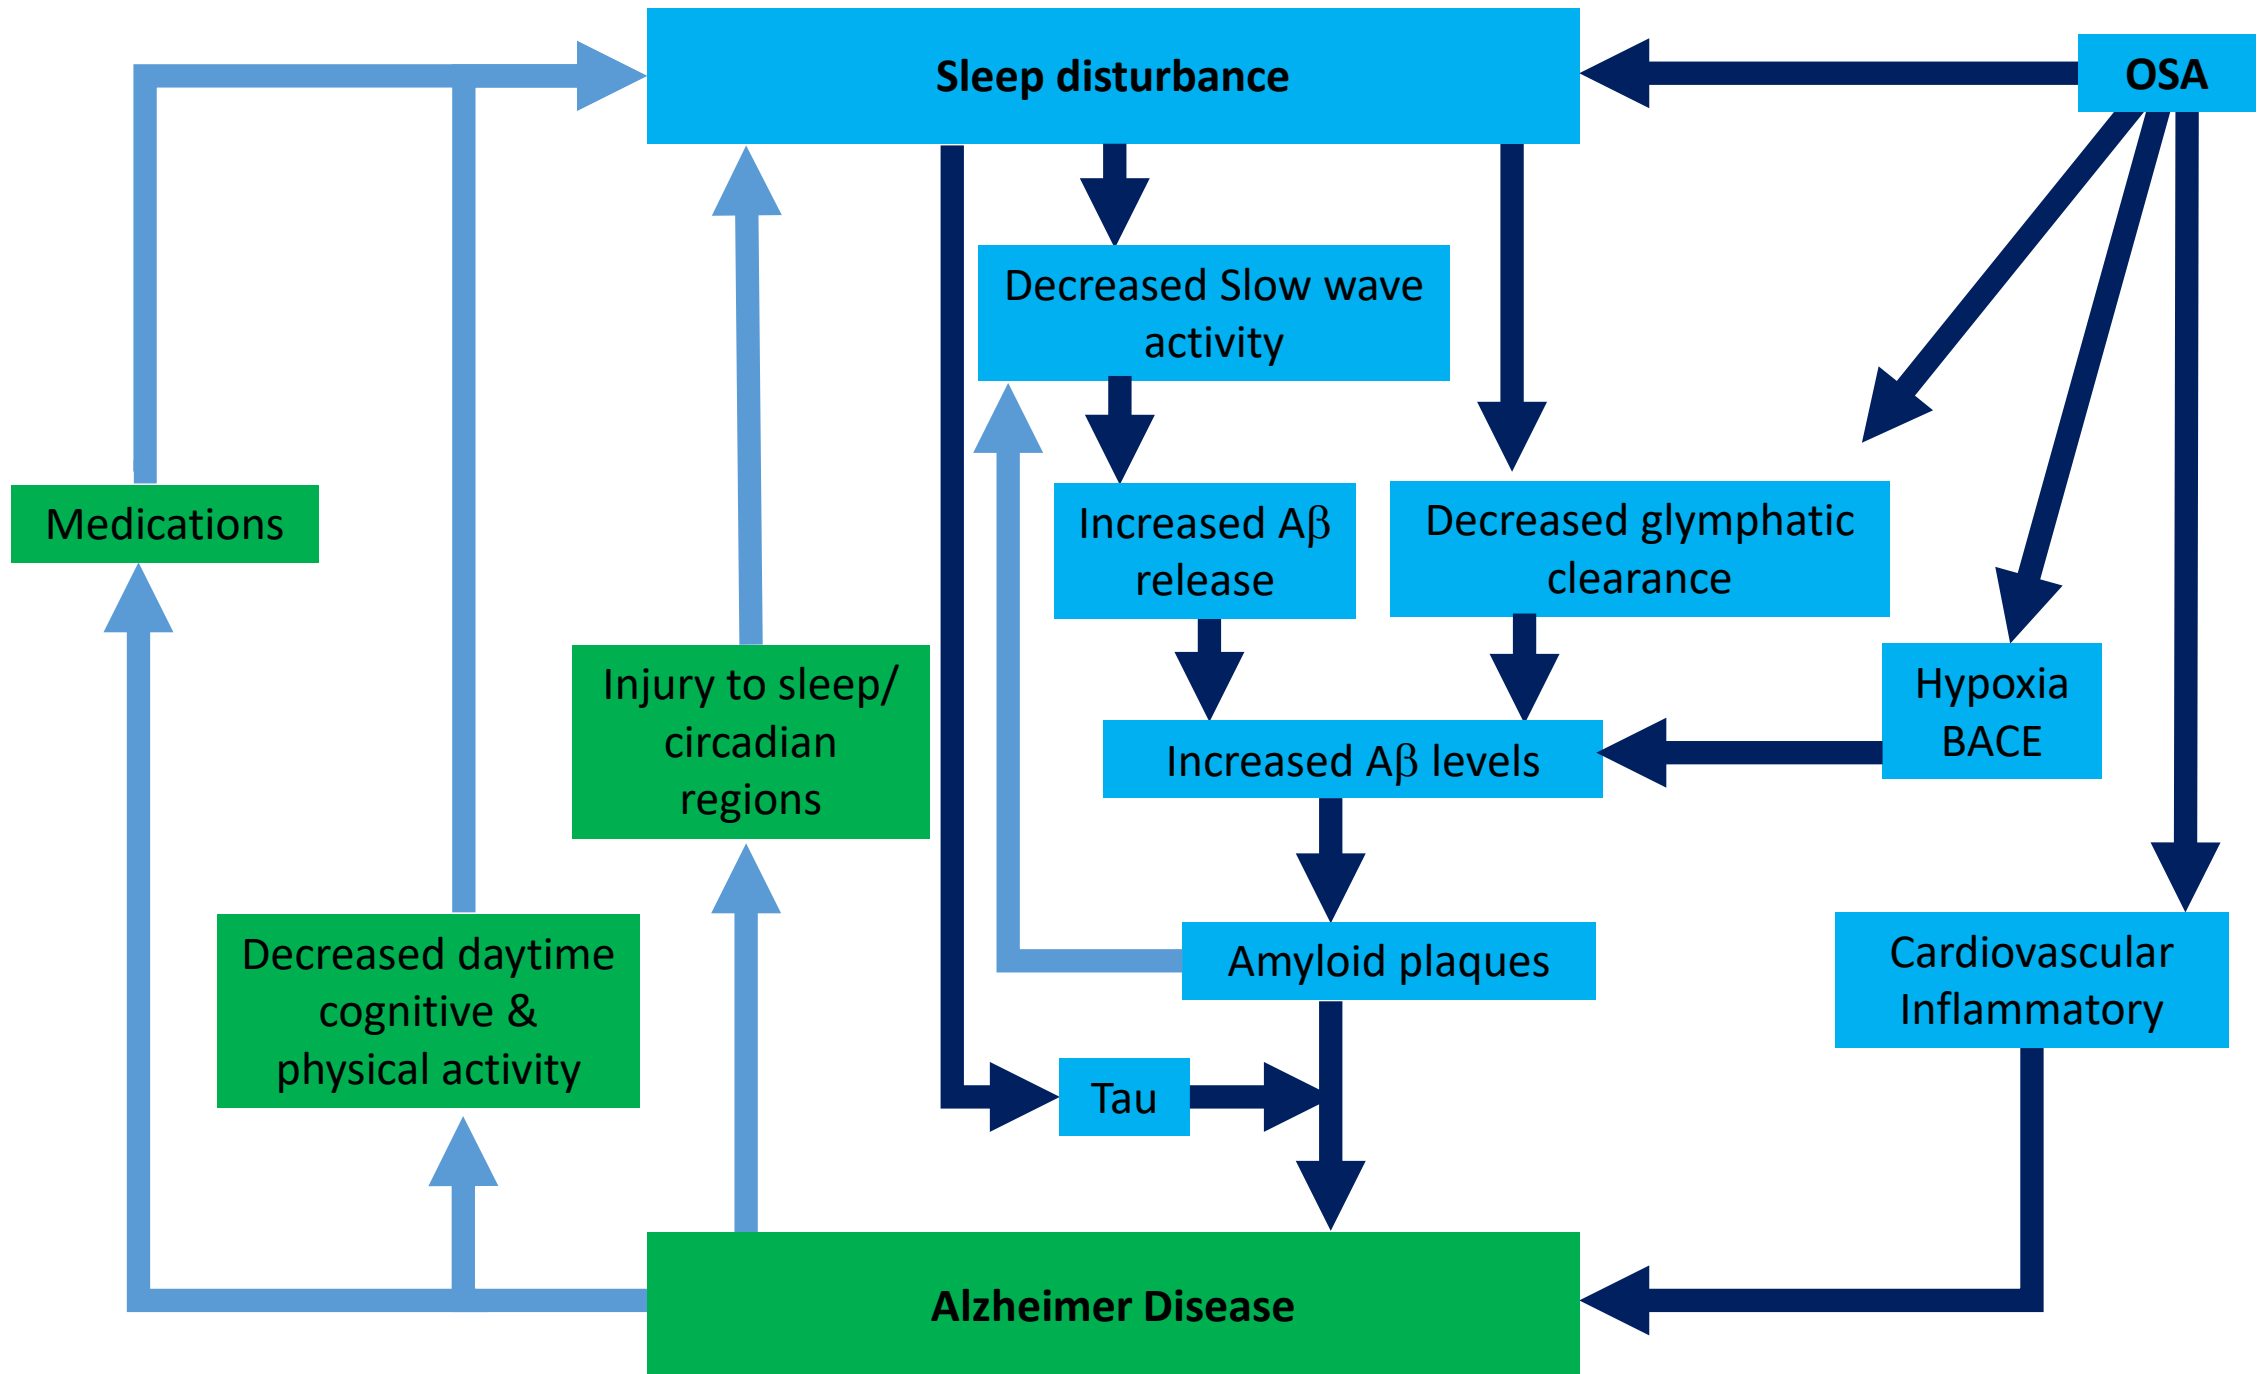 Sleep disturbance
OSA
Decreased Slow wave
activity
Medications
Increased Aβ
release
Decreased glymphatic
clearance
Injury to sleep/
circadian
regions
Hypoxia
BACE
Increased Aβ levels
Decreased daytime
cognitive &
physical activity
Amyloid plaques
Cardiovascular
Inflammatory
Tau
Alzheimer Disease